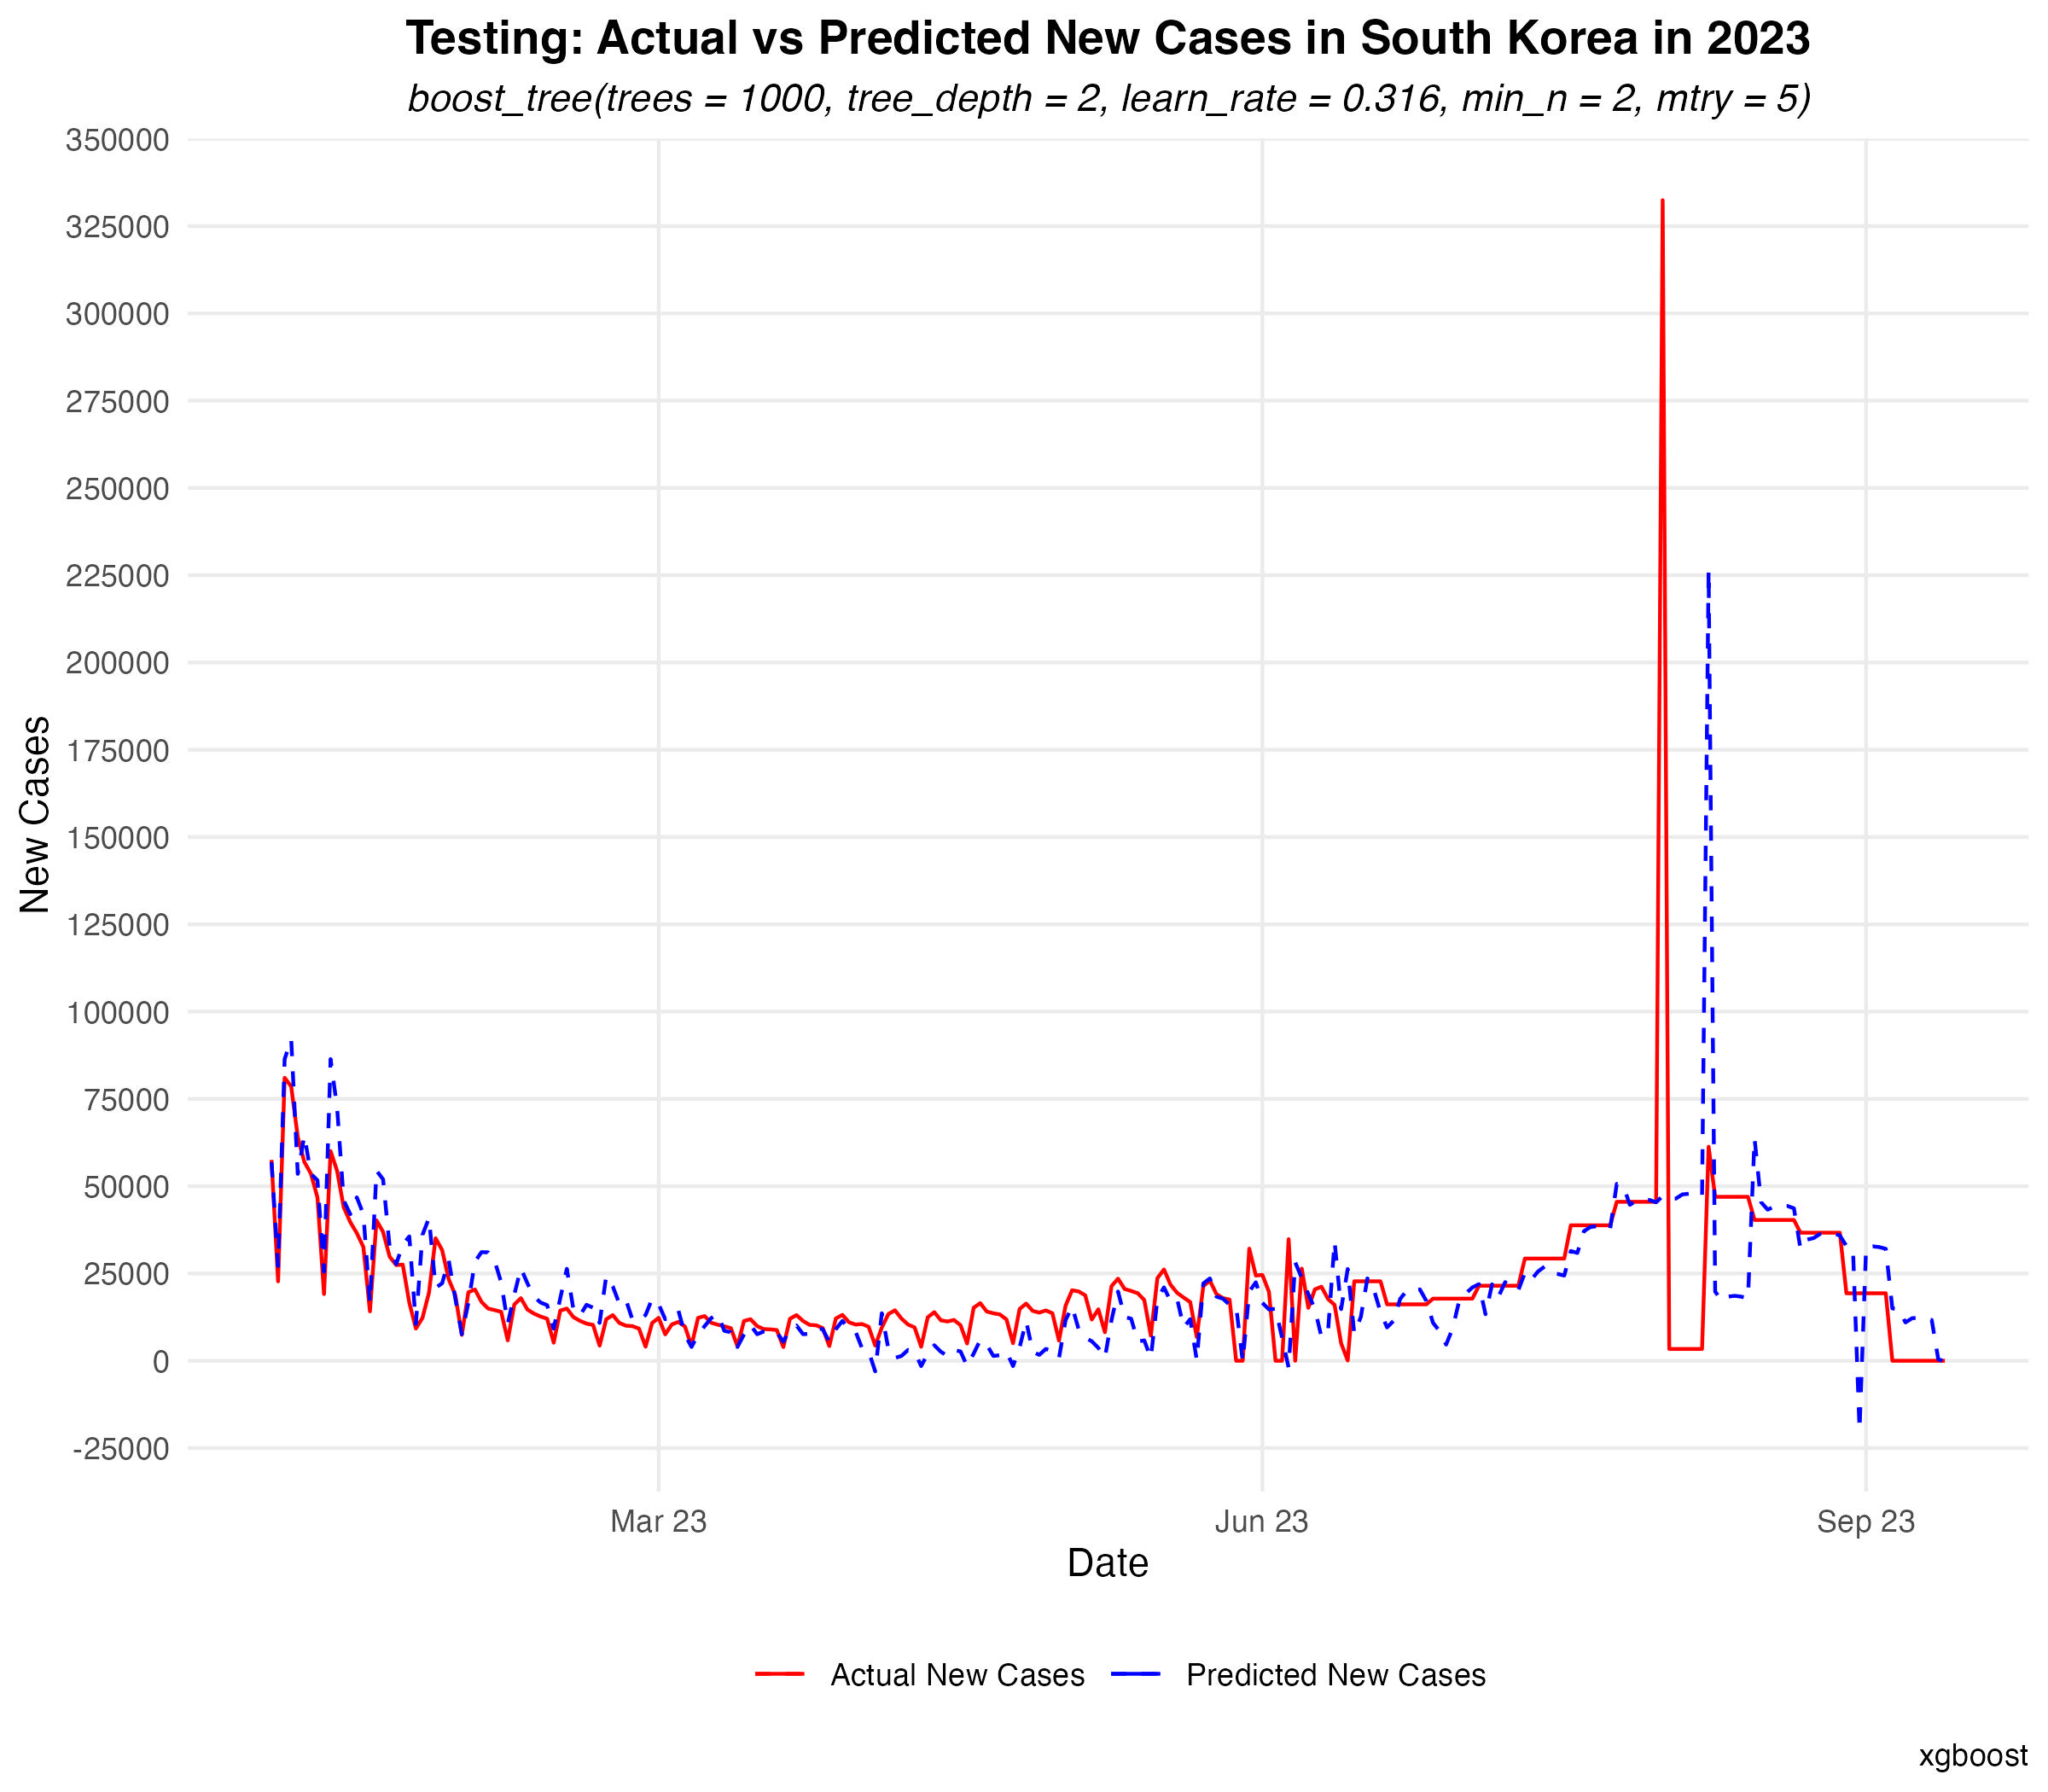 Testing: Actual vs Predicted New Cases in South Korea in 2023
boost_tree(trees = 1000, tree_depth = 2, learn_rate = 0.316, min_n = 2, mtry = 5)
350000
325000
300000
275000
250000
225000
200000
175000
150000
125000
100000
75000
50000
25000
0
-25000
New Cases
Mar 23
Jun 23
Sep 23
Date
Actual New Cases
Predicted New Cases
xgboost